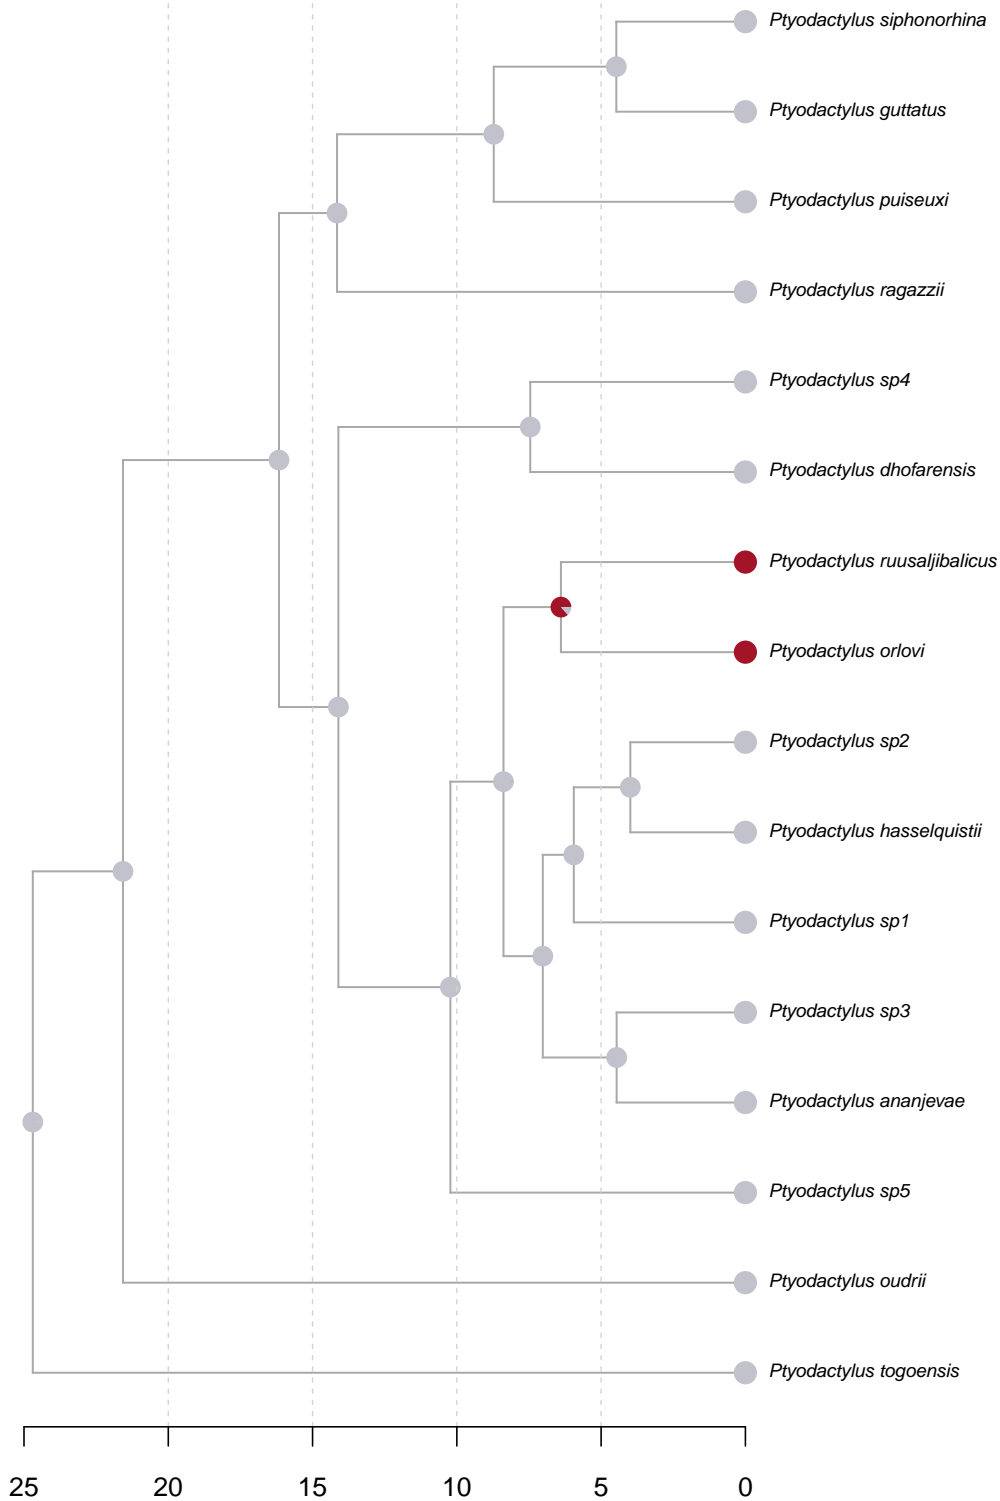 Ptyodactylus siphonorhina
Ptyodactylus guttatus
Ptyodactylus puiseuxi
Ptyodactylus ragazzii
Ptyodactylus sp4
Ptyodactylus dhofarensis
Ptyodactylus ruusaljibalicus
Ptyodactylus orlovi
Ptyodactylus sp2
Ptyodactylus hasselquistii
Ptyodactylus sp1
Ptyodactylus sp3
Ptyodactylus ananjevae
Ptyodactylus sp5
Ptyodactylus oudrii
Ptyodactylus togoensis
25 20 15 10 5 0